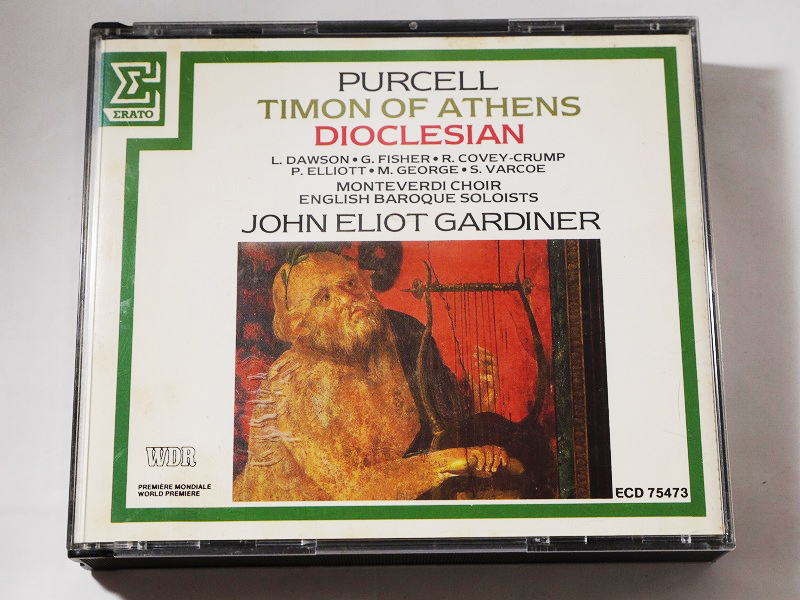 ERATO
PURCELL
TIMON OF ATHENS
DIOCLESIAN
L. DAWSON • G. FISHER • R. COVEY-CRUMP
P. ELLIOTT • M. GEORGE • S. VARCOE
MONTEVERDI CHOIR
ENGLISH BAROQUE SOLOISTS
JOHN ELIOT GARDINER
WDR
PREMIÈRE MONDIALE
WORLD PREMIERE
ECD 75473